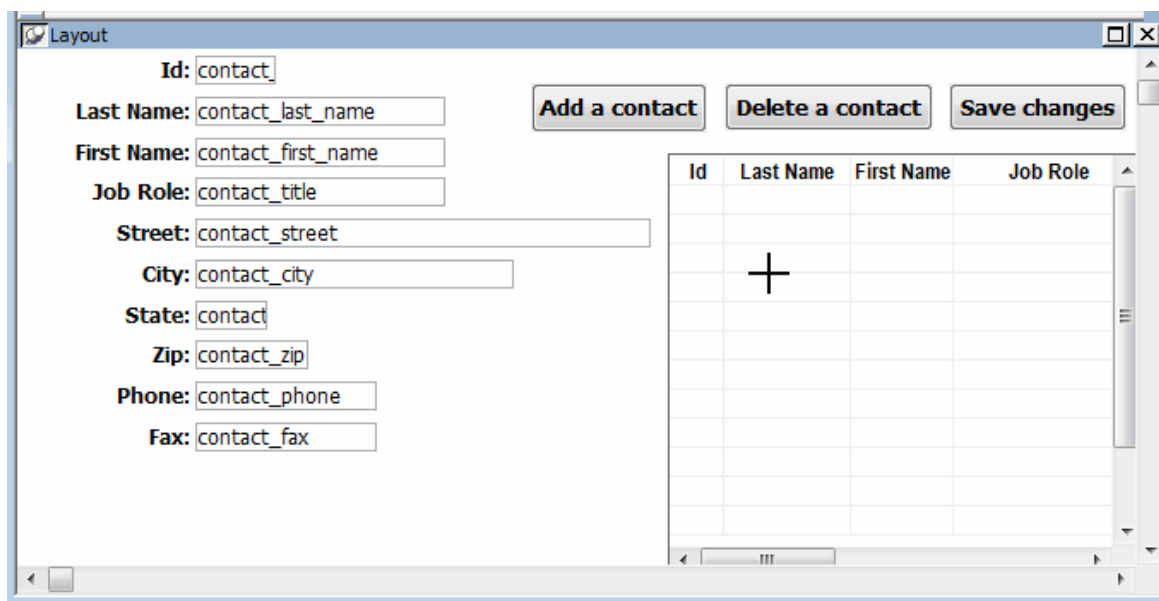 Layout
Id: contact_
Last Name: contact_last_name
First Name: contact_first_name
Job Role: contact_title
Street: contact_street
City: contact_city
State: contact
Zip: contact_zip
Phone: contact_phone
Fax: contact_fax
Add a contact Delete a contact Save changes
Id Last Name First Name Job Role